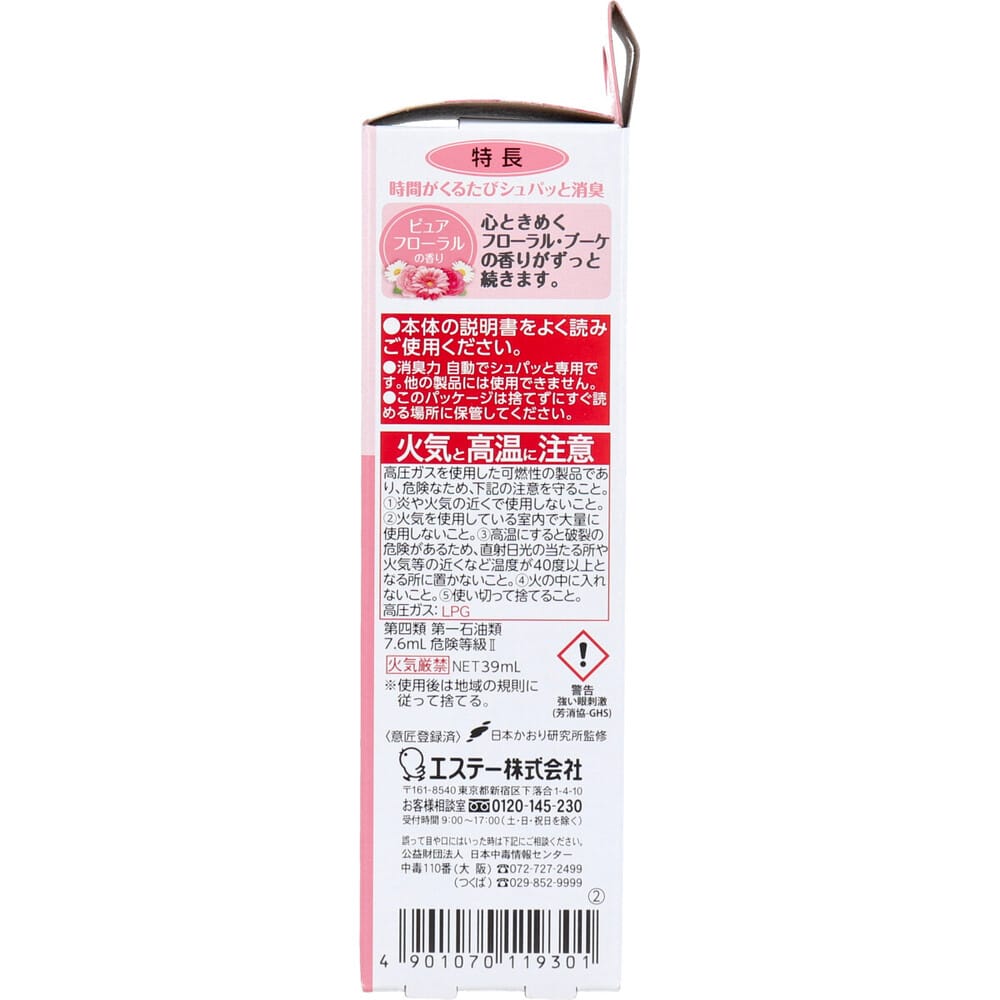 特長
時間がくるたびシュパッと消臭
ピュア
フローラル
の香り
心ときめく
フローラル・ブーケ
の香りがずっと
続きます。
●本体の説明書をよく読み
ご使用ください。
●消臭力 自動でシュパッと専用で
す。他の製品には使用できません。
●このパッケージは捨てずにすぐ読
める場所に保管してください。
火気と高温に注意
高圧ガスを使用した可燃性の製品であ
り、危険なため、下記の注意を守ること。
①炎や火気の近くで使用しないこと。
②火気を使用している室内で大量に
使用しないこと。③高温にすると破裂の
危険があるため、直射日光の当たる所や
火気等の近くなど温度が40度以上と
なる所に置かないこと。④火の中に入れ
ないこと。⑤使い切って捨てること。
高圧ガス：LPG
第四類 第一石油類
7.6mL 危険等級Ⅱ
火気厳禁 NET39mL
※使用後は地域の規則に
従って捨てる。
警告
強い眼刺激
(芳消協-GHS)
〈意匠登録済〉 日本かおり研究所監修
エステー株式会社
〒161-8540 東京都新宿区下落合1-4-10
お客様相談室 0120-145-230
受付時間 9:00〜17:00(土・日・祝日を除く)
誤って目や口にはいった時は下記にご相談ください。
公益財団法人 日本中毒情報センター
中毒110番(大 阪) ☎072-727-2499
(つくば) ☎029-852-9999
②
4 901070 119301